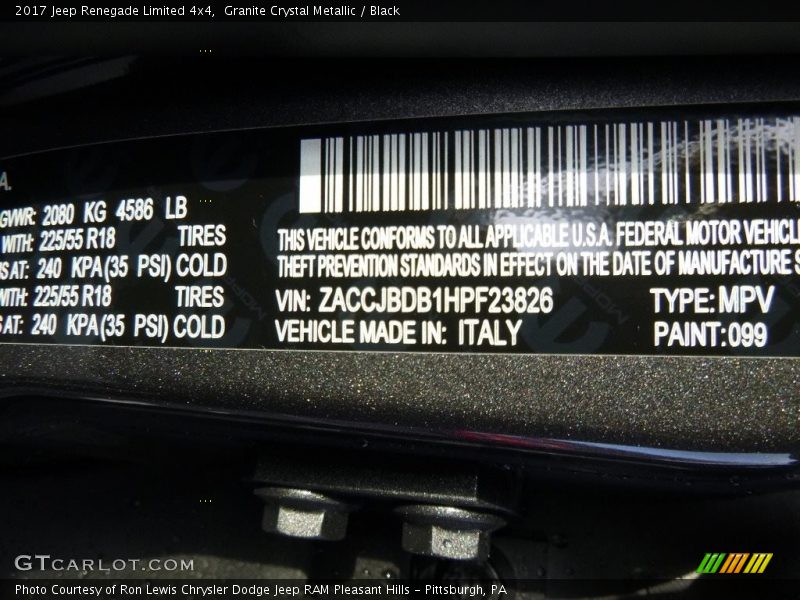 2017 Jeep Renegade Limited 4x4, Granite Crystal Metallic / Black
A.
GVWR: 2080 KG 4586 LB
WITH: 225/55 R18 TIRES
S AT: 240 KPA(35 PSI) COLD
WITH: 225/55 R18 TIRES
S AT: 240 KPA(35 PSI) COLD
THIS VEHICLE CONFORMS TO ALL APPLICABLE U.S.A. FEDERAL MOTOR VEHICL
THEFT PREVENTION STANDARDS IN EFFECT ON THE DATE OF MANUFACTURE S
VIN: ZACCJBDB1HPF23826 TYPE: MPV
VEHICLE MADE IN: ITALY PAINT: 099
GTCARLOT.COM
Photo Courtesy of Ron Lewis Chrysler Dodge Jeep RAM Pleasant Hills - Pittsburgh, PA